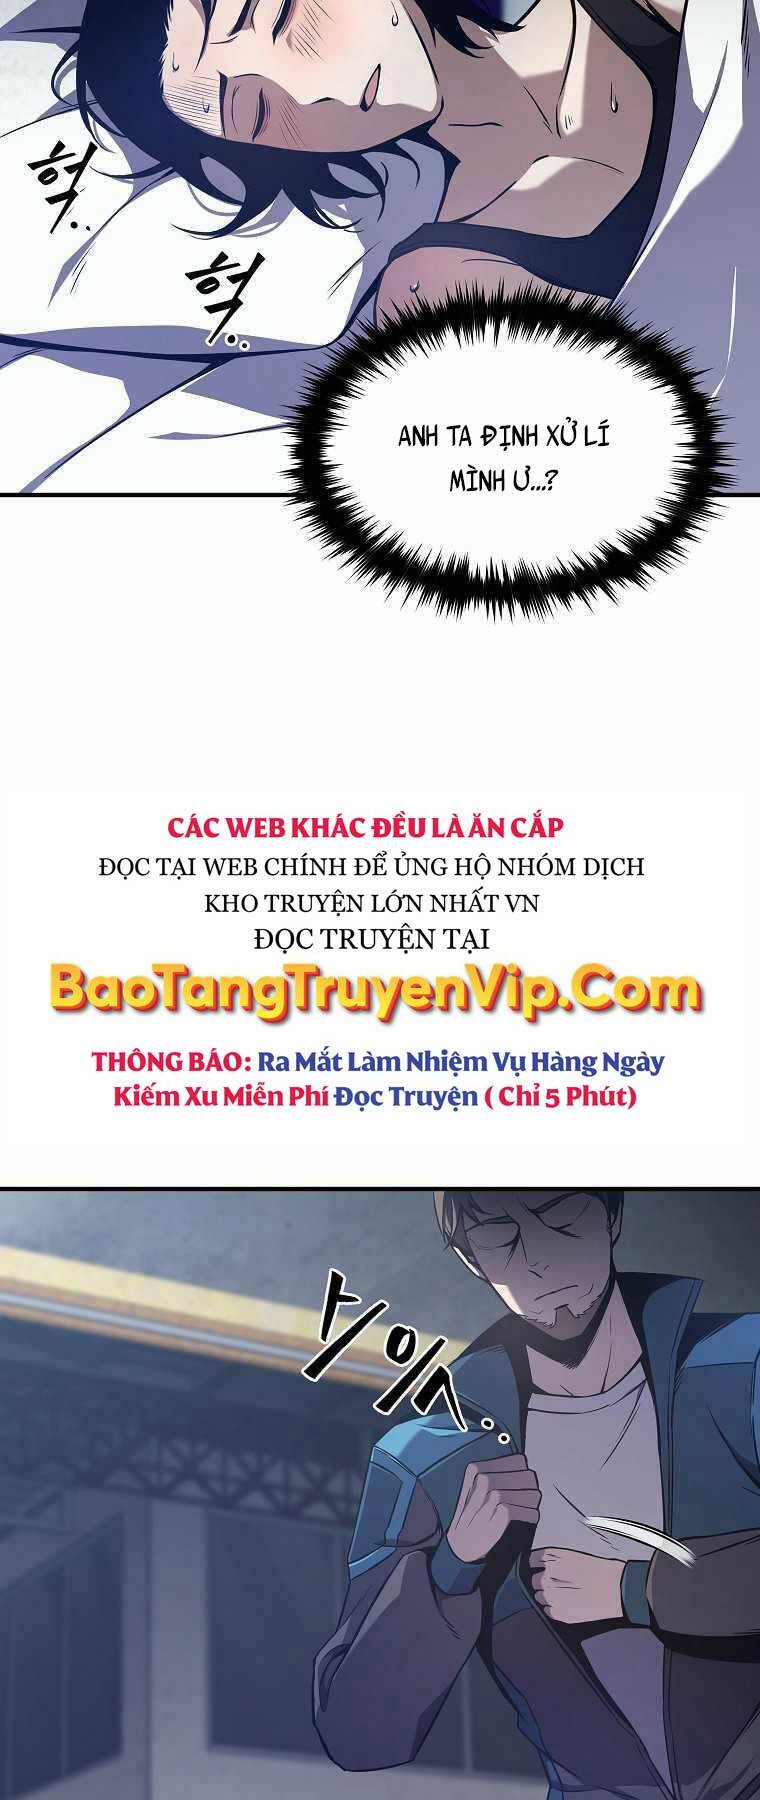 헉..
헉..
ANH TA ĐỊNH XỬ LÍ
MÌNH Ư...?
CÁC WEB KHÁC ĐỀU LÀ ĂN CẮP
ĐỌC TẠI WEB CHÍNH ĐỂ ỦNG HỘ NHÓM DỊCH
KHO TRUYỆN LỚN NHẤT VN
ĐỌC TRUYỆN TẠI
BaoTangTruyenVip.Com
THÔNG BÁO: Ra Mắt Làm Nhiệm Vụ Hàng Ngày
Kiếm Xu Miễn Phí Đọc Truyện ( Chỉ 5 Phút)
스윽..